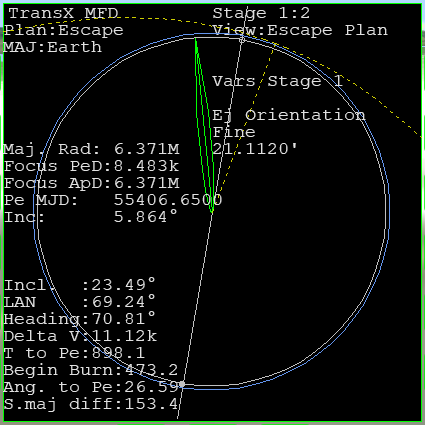 TransX MFD
Stage 1:2
Plan:Escape
View:Escape Plan
MAJ:Earth
Vars Stage 1
Ej Orientation
Fine
21.1120'
Maj. Rad: 6.371M
Focus PeD:8.483k
Focus ApD:6.371M
Pe MJD: 55406.6500
Inc: 5.864°
Incl. :23.49°
LAN :69.24°
Heading:70.81°
Delta V:11.12k
T to Pe:898.1
Begin Burn:473.2
Ang. to Pe:26.59
S.maj diff:153.4